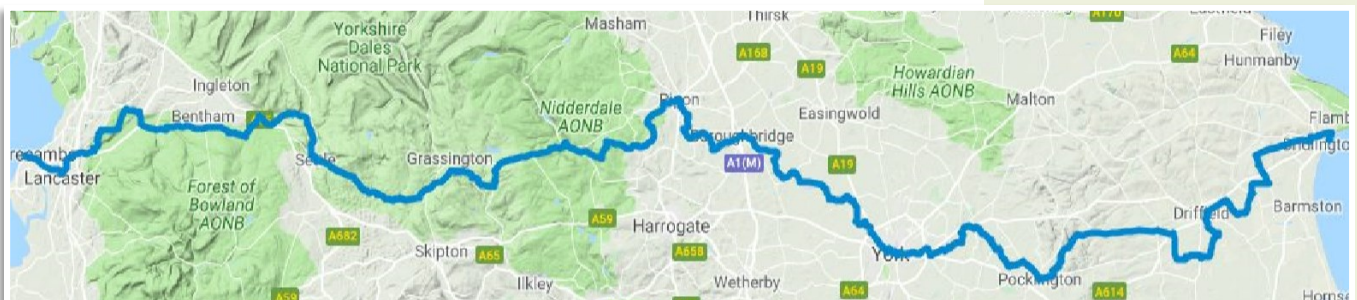 A170
Masham
Yorkshire
Dales
National Park
A168
A64
Filey
Hunmanby
A19
Ingleton
Howardian
Hills AONB
Malton
Nidderdale
AONB
Easingwold
Bentham
Boroughbridge
Grassington
A1(M)
A19
Lancaster
Forest of
Bowland
AONB
Driffield
Barmston
A59
Harrogate
A682
Skipton
A65
A658
York
Ilkley
Wetherby
A64
Pocklington
A614
A59